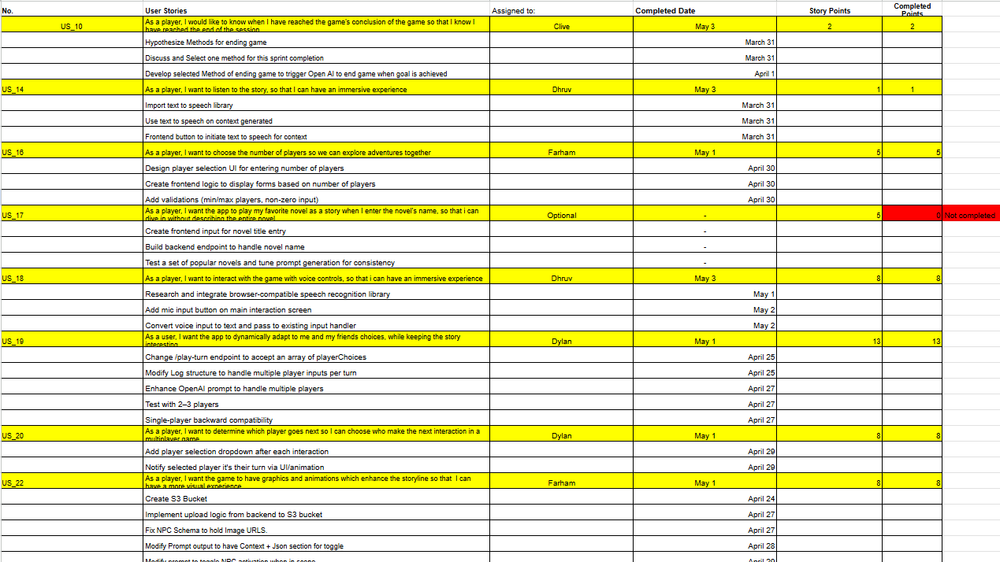 No. User Stories Assigned to: Completed Date Story Points Completed Points
US_10 As a player, I would like to know when I have reached the game's conclusion of the game so that I know I Clive May 3 2 2
have reached the end of the session
Hypothesize Methods for ending game March 31
Discuss and Select one method for this sprint completion March 31
Develop selected Method of ending game to trigger Open AI to end game when goal is achieved April 1
US_14 As a player, I want to listen to the story, so that I can have an immersive experience Dhruv May 3 1 1
Import text to speech library March 31
Use text to speech on context generated March 31
Frontend button to initiate text to speech for context March 31
US_16 As a player, I want to choose the number of players so we can explore adventures together Farham May 1 5 5
Design player selection UI for entering number of players April 30
Create frontend logic to display forms based on number of players April 30
Add validations (min/max players, non-zero input) April 30
US_17 As a player, I want the app to play my favorite novel as a story when I enter the novel's name, so that i can Optional - 5 0 Not completed
dive in without describing the entire novel
Create frontend input for novel title entry -
Build backend endpoint to handle novel name -
Test a set of popular novels and tune prompt generation for consistency -
US_18 As a player, I want to interact with the game with voice controls, so that i can have an immersive experience Dhruv May 3 8 8
Research and integrate browser-compatible speech recognition library May 1
Add mic input button on main interaction screen May 2
Convert voice input to text and pass to existing input handler May 2
US_19 As a user, I want the app to dynamically adapt to me and my friends choices, while keeping the story Dylan May 1 13 13
interesting
Change /play-turn endpoint to accept an array of playerChoices April 25
Modify Log structure to handle multiple player inputs per turn April 25
Enhance OpenAI prompt to handle multiple players April 27
Test with 2–3 players April 27
Single-player backward compatibility April 27
US_20 As a player, I want to determine which player goes next so I can choose who make the next interaction in a Dylan May 1 8 8
multiplayer game
Add player selection dropdown after each interaction April 29
Notify selected player it's their turn via UI/animation April 29
US_22 As a player, I want the game to have graphics and animations which enhance the storyline so that I can Farham May 1 8 8
have a more visual experience
Create S3 Bucket April 24
Implement upload logic from backend to S3 bucket April 27
Fix NPC Schema to hold Image URLS. April 27
Modify Prompt output to have Context + Json section for toggle April 28
Modify prompt to toggle NPC activation when in scene April 29